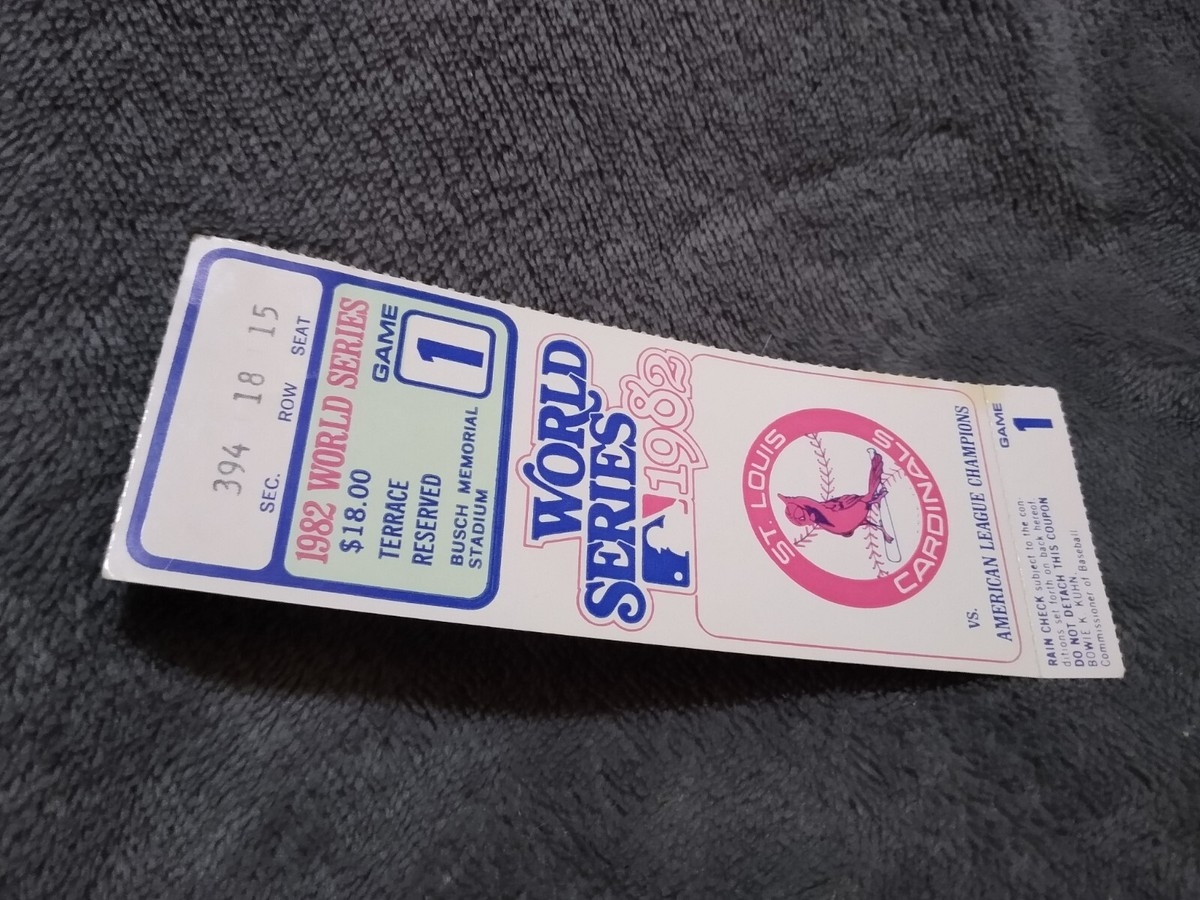 394 18 15
SEC. ROW SEAT
1982 WORLD SERIES
$18.00
GAME
1
TERRACE
RESERVED
BUSCH MEMORIAL
STADIUM
WORLD
SERIES
1982
ST. LOUIS
CARDINALS
vs.
AMERICAN LEAGUE CHAMPIONS
GAME
1
RAIN CHECK subject to the con-
ditions set forth on back hereof.
DO NOT DETACH THIS COUPON
BOWIE K. KUHN,
Commissioner of Baseball